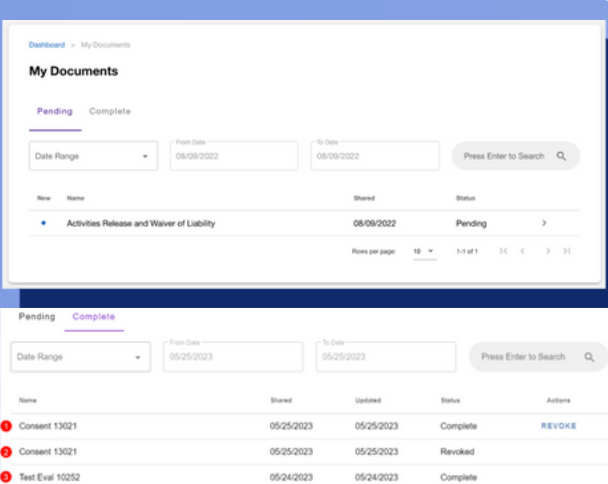 Dashboard > My Documents
My Documents
Pending Complete
From Date To Date
Date Range 08/09/2022 08/09/2022 Press Enter to Search
New Name Shared Status
Activities Release and Waiver of Liability 08/09/2022 Pending >
Rows per page: 10 1-1 of 1 |< < > >|
Pending Complete
From Date To Date
Date Range 05/25/2023 05/25/2023 Press Enter to Search
Name Shared Updated Status Actions
1 Consent 13021 05/25/2023 05/25/2023 Complete REVOKE
2 Consent 13021 05/25/2023 05/25/2023 Revoked
3 Test Eval 10252 05/24/2023 05/24/2023 Complete